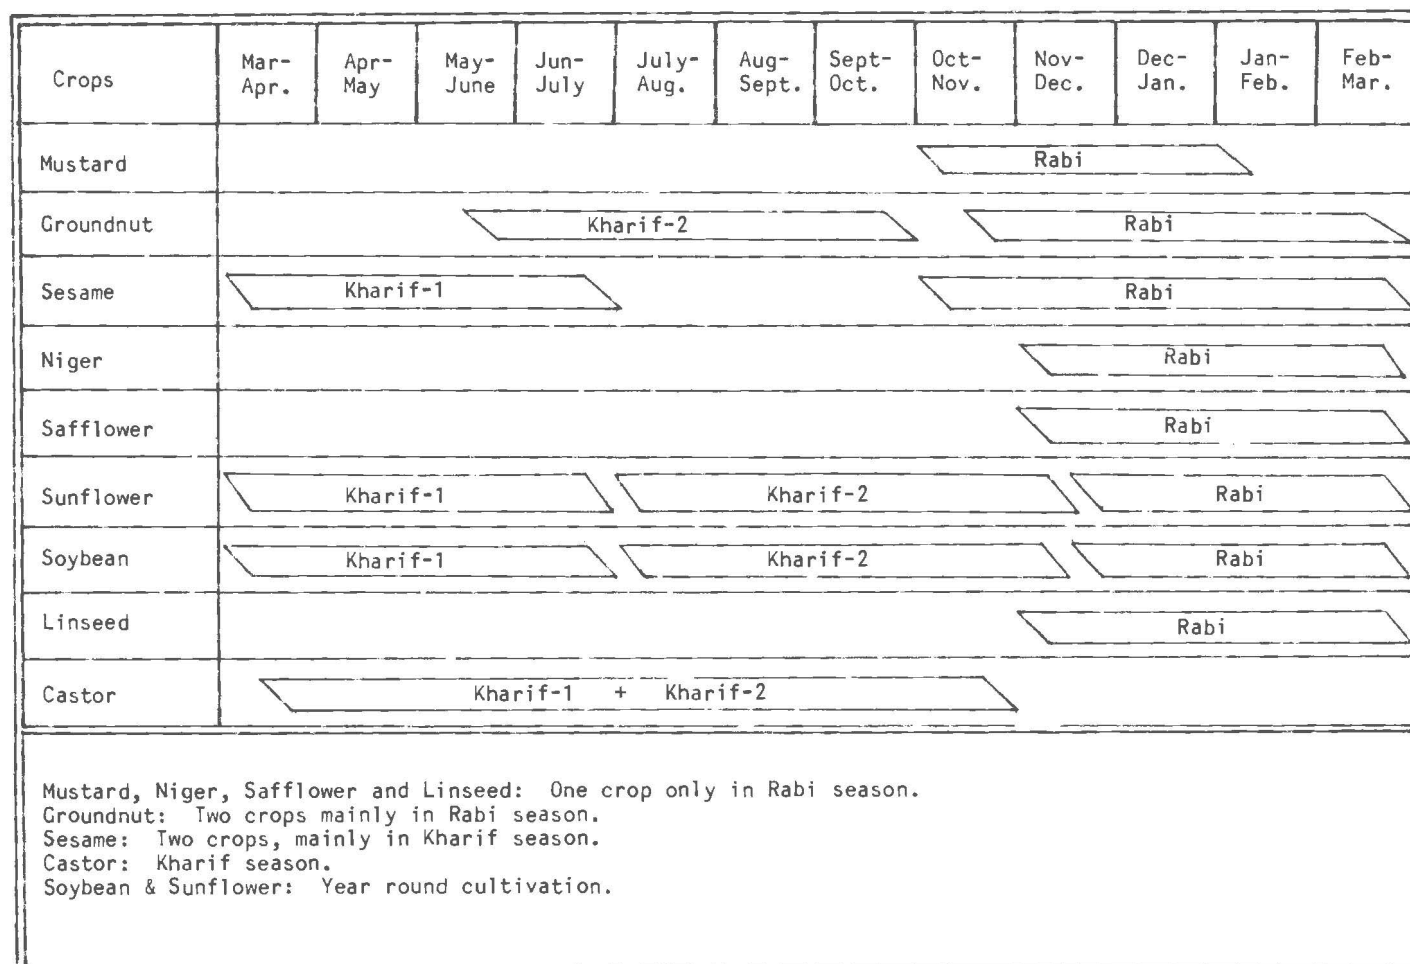 Crops Mar- Apr- May- Jun- July- Aug- Sept- Oct- Nov- Dec- Jan- Feb-
Apr. May June July Aug. Sept. Oct. Nov. Dec. Jan. Feb. Mar.
Mustard Rabi
Groundnut Kharif-2 Rabi
Sesame Kharif-1 Rabi
Niger Rabi
Safflower Rabi
Sunflower Kharif-1 Kharif-2 Rabi
Soybean Kharif-1 Kharif-2 Rabi
Linseed Rabi
Castor Kharif-1 + Kharif-2
Mustard, Niger, Safflower and Linseed: One crop only in Rabi season.
Groundnut: Two crops mainly in Rabi season.
Sesame: Two crops, mainly in Kharif season.
Castor: Kharif season.
Soybean & Sunflower: Year round cultivation.